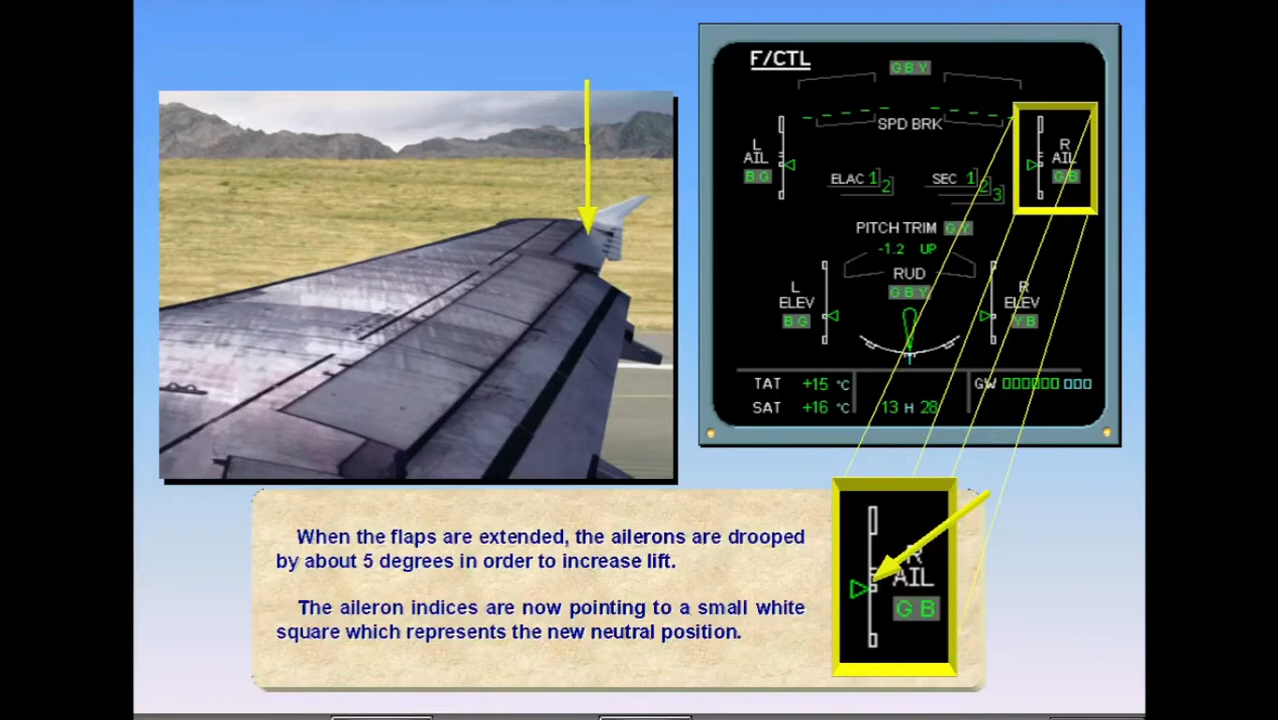 F/CTL
G B Y
SPD BRK
L
AIL
B G
R
AIL
G B
ELAC 1 2
SEC 1 2 3
PITCH TRIM G Y
-1.2 UP
RUD
G B Y
L
ELEV
B G
R
ELEV
Y B
TAT +15 °C
SAT +16 °C
13 H 28
GW
When the flaps are extended, the ailerons are drooped
by about 5 degrees in order to increase lift.
The aileron indices are now pointing to a small white
square which represents the new neutral position.
R
AIL
G B